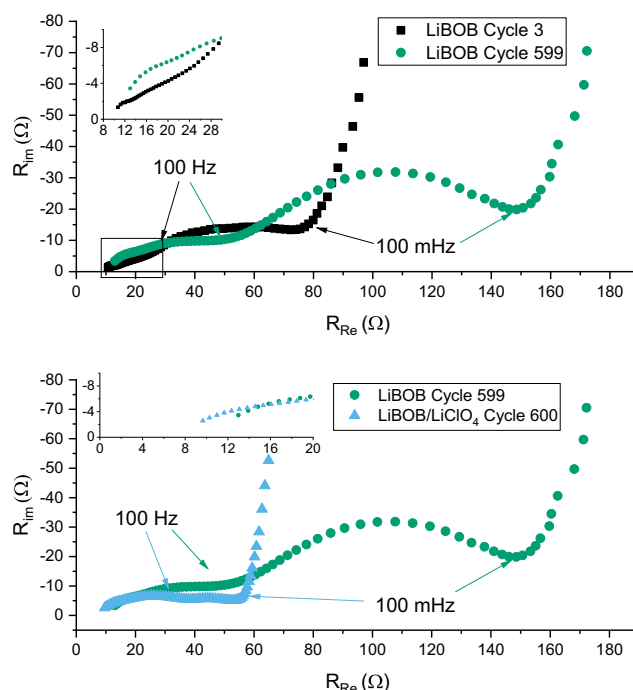 -80
-70
-60
-50
-40
-30
-20
-10
0
R_im (Ω)
0 20 40 60 80 100 120 140 160 180
R_Re (Ω)
-8
-4
0
8 12 16 20 24 28
LiBOB Cycle 3
LiBOB Cycle 599
100 Hz
100 mHz
-80
-70
-60
-50
-40
-30
-20
-10
0
R_im (Ω)
0 20 40 60 80 100 120 140 160 180
R_Re (Ω)
-8
-4
0
0 4 8 12 16 20
LiBOB Cycle 599
LiBOB/LiClO₄ Cycle 600
100 Hz
100 mHz